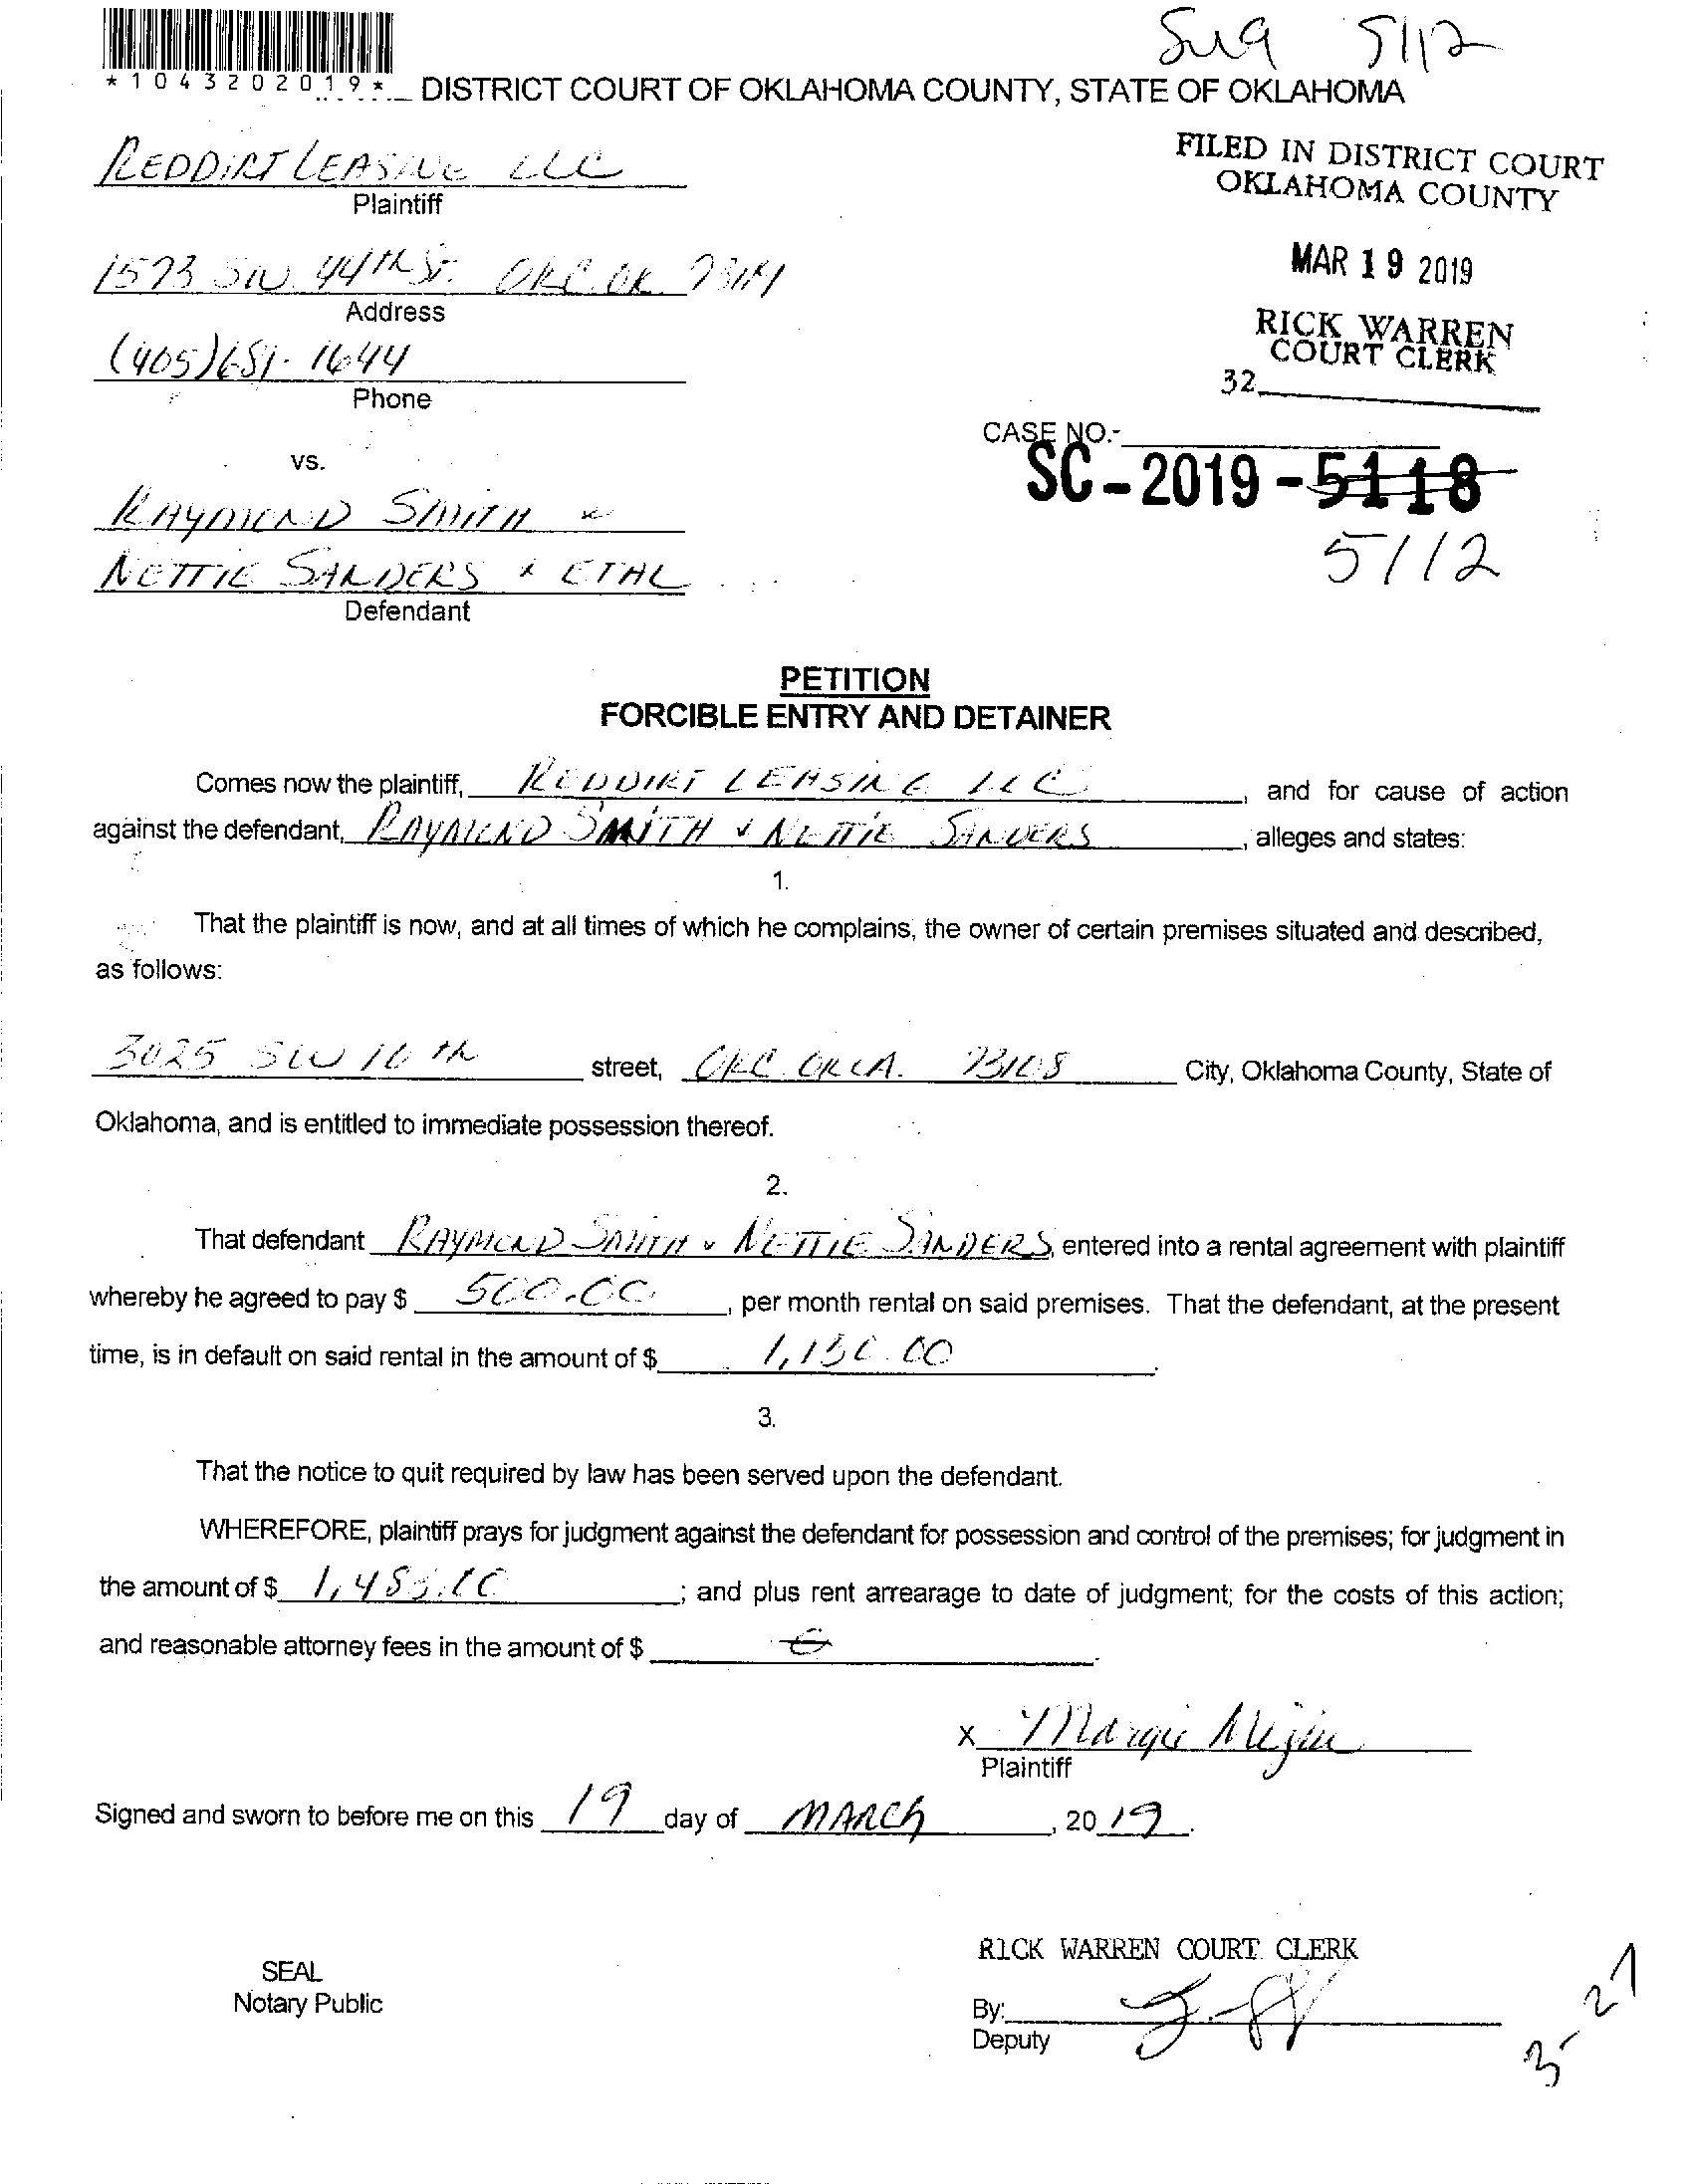 Sug 5112
*1043202019*
DISTRICT COURT OF OKLAHOMA COUNTY, STATE OF OKLAHOMA
REDDIRT LEASING LLC
Plaintiff
FILED IN DISTRICT COURT
OKLAHOMA COUNTY
MAR 19 2019
RICK WARREN
COURT CLERK
32
1573 SW 44th St. OKC. OK. 73119
Address
(405)681-1644
Phone
CASE NO.
SC-2019-5118
5112
vs.
RAYMOND SMITH &
NETTIE SANDERS & ETAL
Defendant
PETITION
FORCIBLE ENTRY AND DETAINER
Comes now the plaintiff, REDDIRT LEASING LLC, and for cause of action
against the defendant, RAYMOND SMITH & NETTIE SANDERS, alleges and states:
1.
That the plaintiff is now, and at all times of which he complains, the owner of certain premises situated and described,
as follows:
3025 SW 10th street, OKC. OKLA. 73108 City, Oklahoma County, State of
Oklahoma, and is entitled to immediate possession thereof.
2.
That defendant RAYMOND SMITH & NETTIE SANDERS, entered into a rental agreement with plaintiff
whereby he agreed to pay $ 500.00, per month rental on said premises. That the defendant, at the present
time, is in default on said rental in the amount of $
3.
That the notice to quit required by law has been served upon the defendant.
WHEREFORE, plaintiff prays for judgment against the defendant for possession and control of the premises; for judgment in
the amount of $ ; and plus rent arrearage to date of judgment; for the costs of this action;
and reasonable attorney fees in the amount of $
X Margie
Plaintiff
Signed and sworn to before me on this 19 day of MARCH, 2019.
SEAL
Notary Public
RICK WARREN COURT CLERK
By:
Deputy
3-27